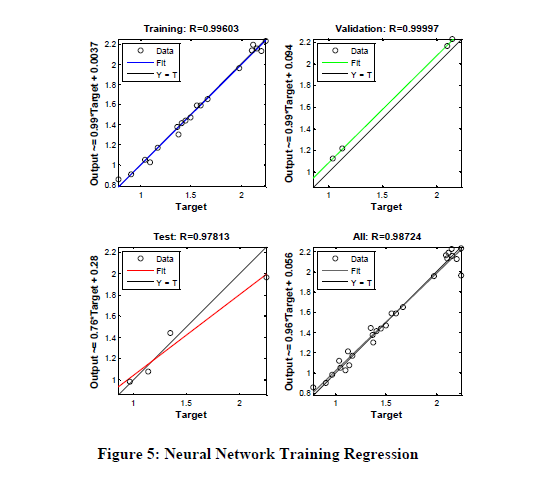 Training: R=0.99603
Output ~= 0.99*Target + 0.0037
2.2
2
1.8
1.6
1.4
1.2
1
0.8
Data
Fit
Y = T
1
1.5
2
Target
Validation: R=0.99997
Output ~= 0.99*Target + 0.094
2.2
2
1.8
1.6
1.4
1.2
1
Data
Fit
Y = T
1
1.5
2
Target
Test: R=0.97813
Output ~= 0.76*Target + 0.28
2.2
2
1.8
1.6
1.4
1.2
1
Data
Fit
Y = T
1
1.5
2
Target
All: R=0.98724
Output ~= 0.96*Target + 0.056
2.2
2
1.8
1.6
1.4
1.2
1
0.8
Data
Fit
Y = T
1
1.5
2
Target
Figure 5: Neural Network Training Regression